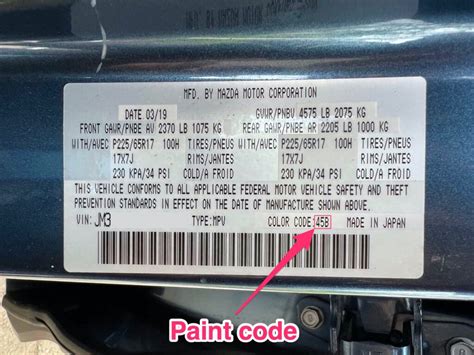 MFD. BY MAZDA MOTOR CORPORATION
DATE 03/19 GVWR/PNBV 4575 LB 2075 KG
FRONT GAWR/PNBE AV 2370 LB 1075 KG REAR GAWR/PNBE AR 2205 LB 1000 KG
WITH/AVEC P225/65R17 100H TIRES/PNEUS WITH/AVEC P225/65R17 100H TIRES/PNEUS
17X7J RIMS/JANTES 17X7J RIMS/JANTES
230 KPA/34 PSI COLD/A FROID 230 KPA/34 PSI COLD/A FROID
THIS VEHICLE CONFORMS TO ALL APPLICABLE FEDERAL MOTOR VEHICLE SAFETY AND THEFT
PREVENTION STANDARDS IN EFFECT ON THE DATE OF MANUFACTURE SHOWN ABOVE.
VIN: JM3 TYPE:MPV COLOR CODE:45B MADE IN JAPAN
Paint code